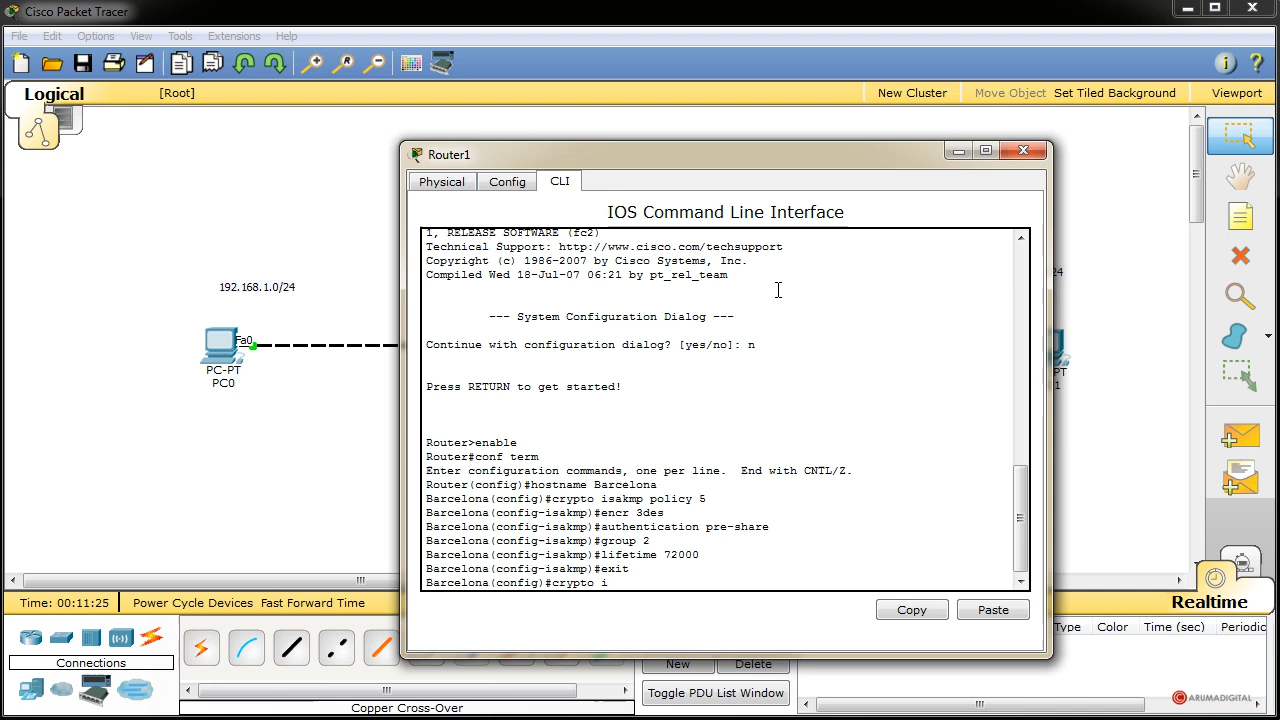 Cisco Packet Tracer
File Edit Options View Tools Extensions Help
Logical [Root] New Cluster Move Object Set Tiled Background Viewport
Router1
Physical Config CLI
IOS Command Line Interface
1, RELEASE SOFTWARE (fc2)
Technical Support: http://www.cisco.com/techsupport
Copyright (c) 1986-2007 by Cisco Systems, Inc.
Compiled Wed 18-Jul-07 06:21 by pt_rel_team
--- System Configuration Dialog ---
Continue with configuration dialog? [yes/no]: n
Press RETURN to get started!
Router>enable
Router#conf term
Enter configuration commands, one per line.  End with CNTL/Z.
Router(config)#hostname Barcelona
Barcelona(config)#crypto isakmp policy 5
Barcelona(config-isakmp)#encr 3des
Barcelona(config-isakmp)#authentication pre-share
Barcelona(config-isakmp)#group 2
Barcelona(config-isakmp)#lifetime 72000
Barcelona(config-isakmp)#exit
Barcelona(config)#crypto i
Copy Paste
192.168.1.0/24
Fa0
PC-PT
PC0
24
PT
1
Time: 00:11:25 Power Cycle Devices Fast Forward Time
Realtime
Connections
Copper Cross-Over
New Delete
Toggle PDU List Window
Type Color Time (sec) Periodic
ARUMADIGITAL